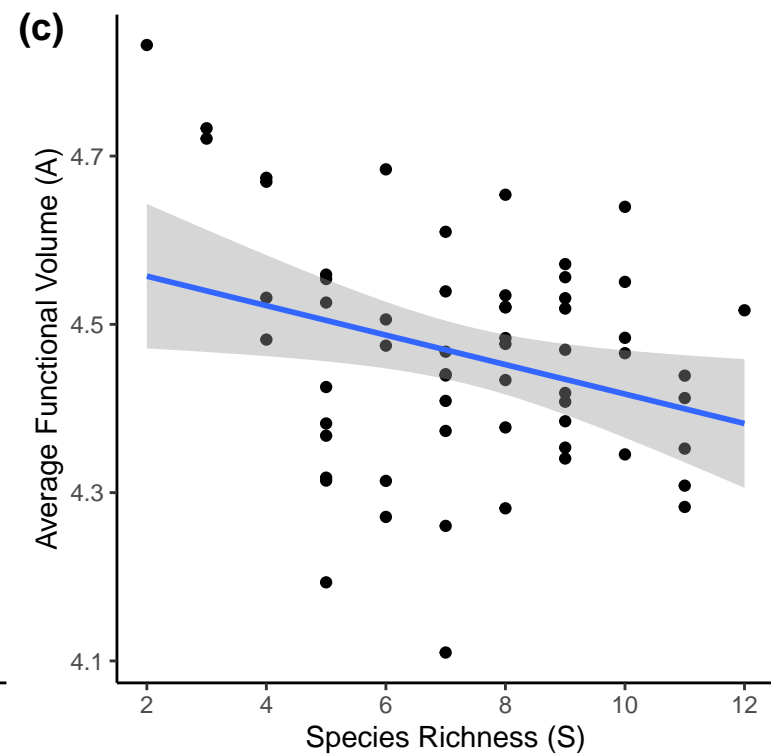 (c)
Average Functional Volume (A)
4.7
4.5
4.3
4.1
2 4 6 8 10 12
Species Richness (S)